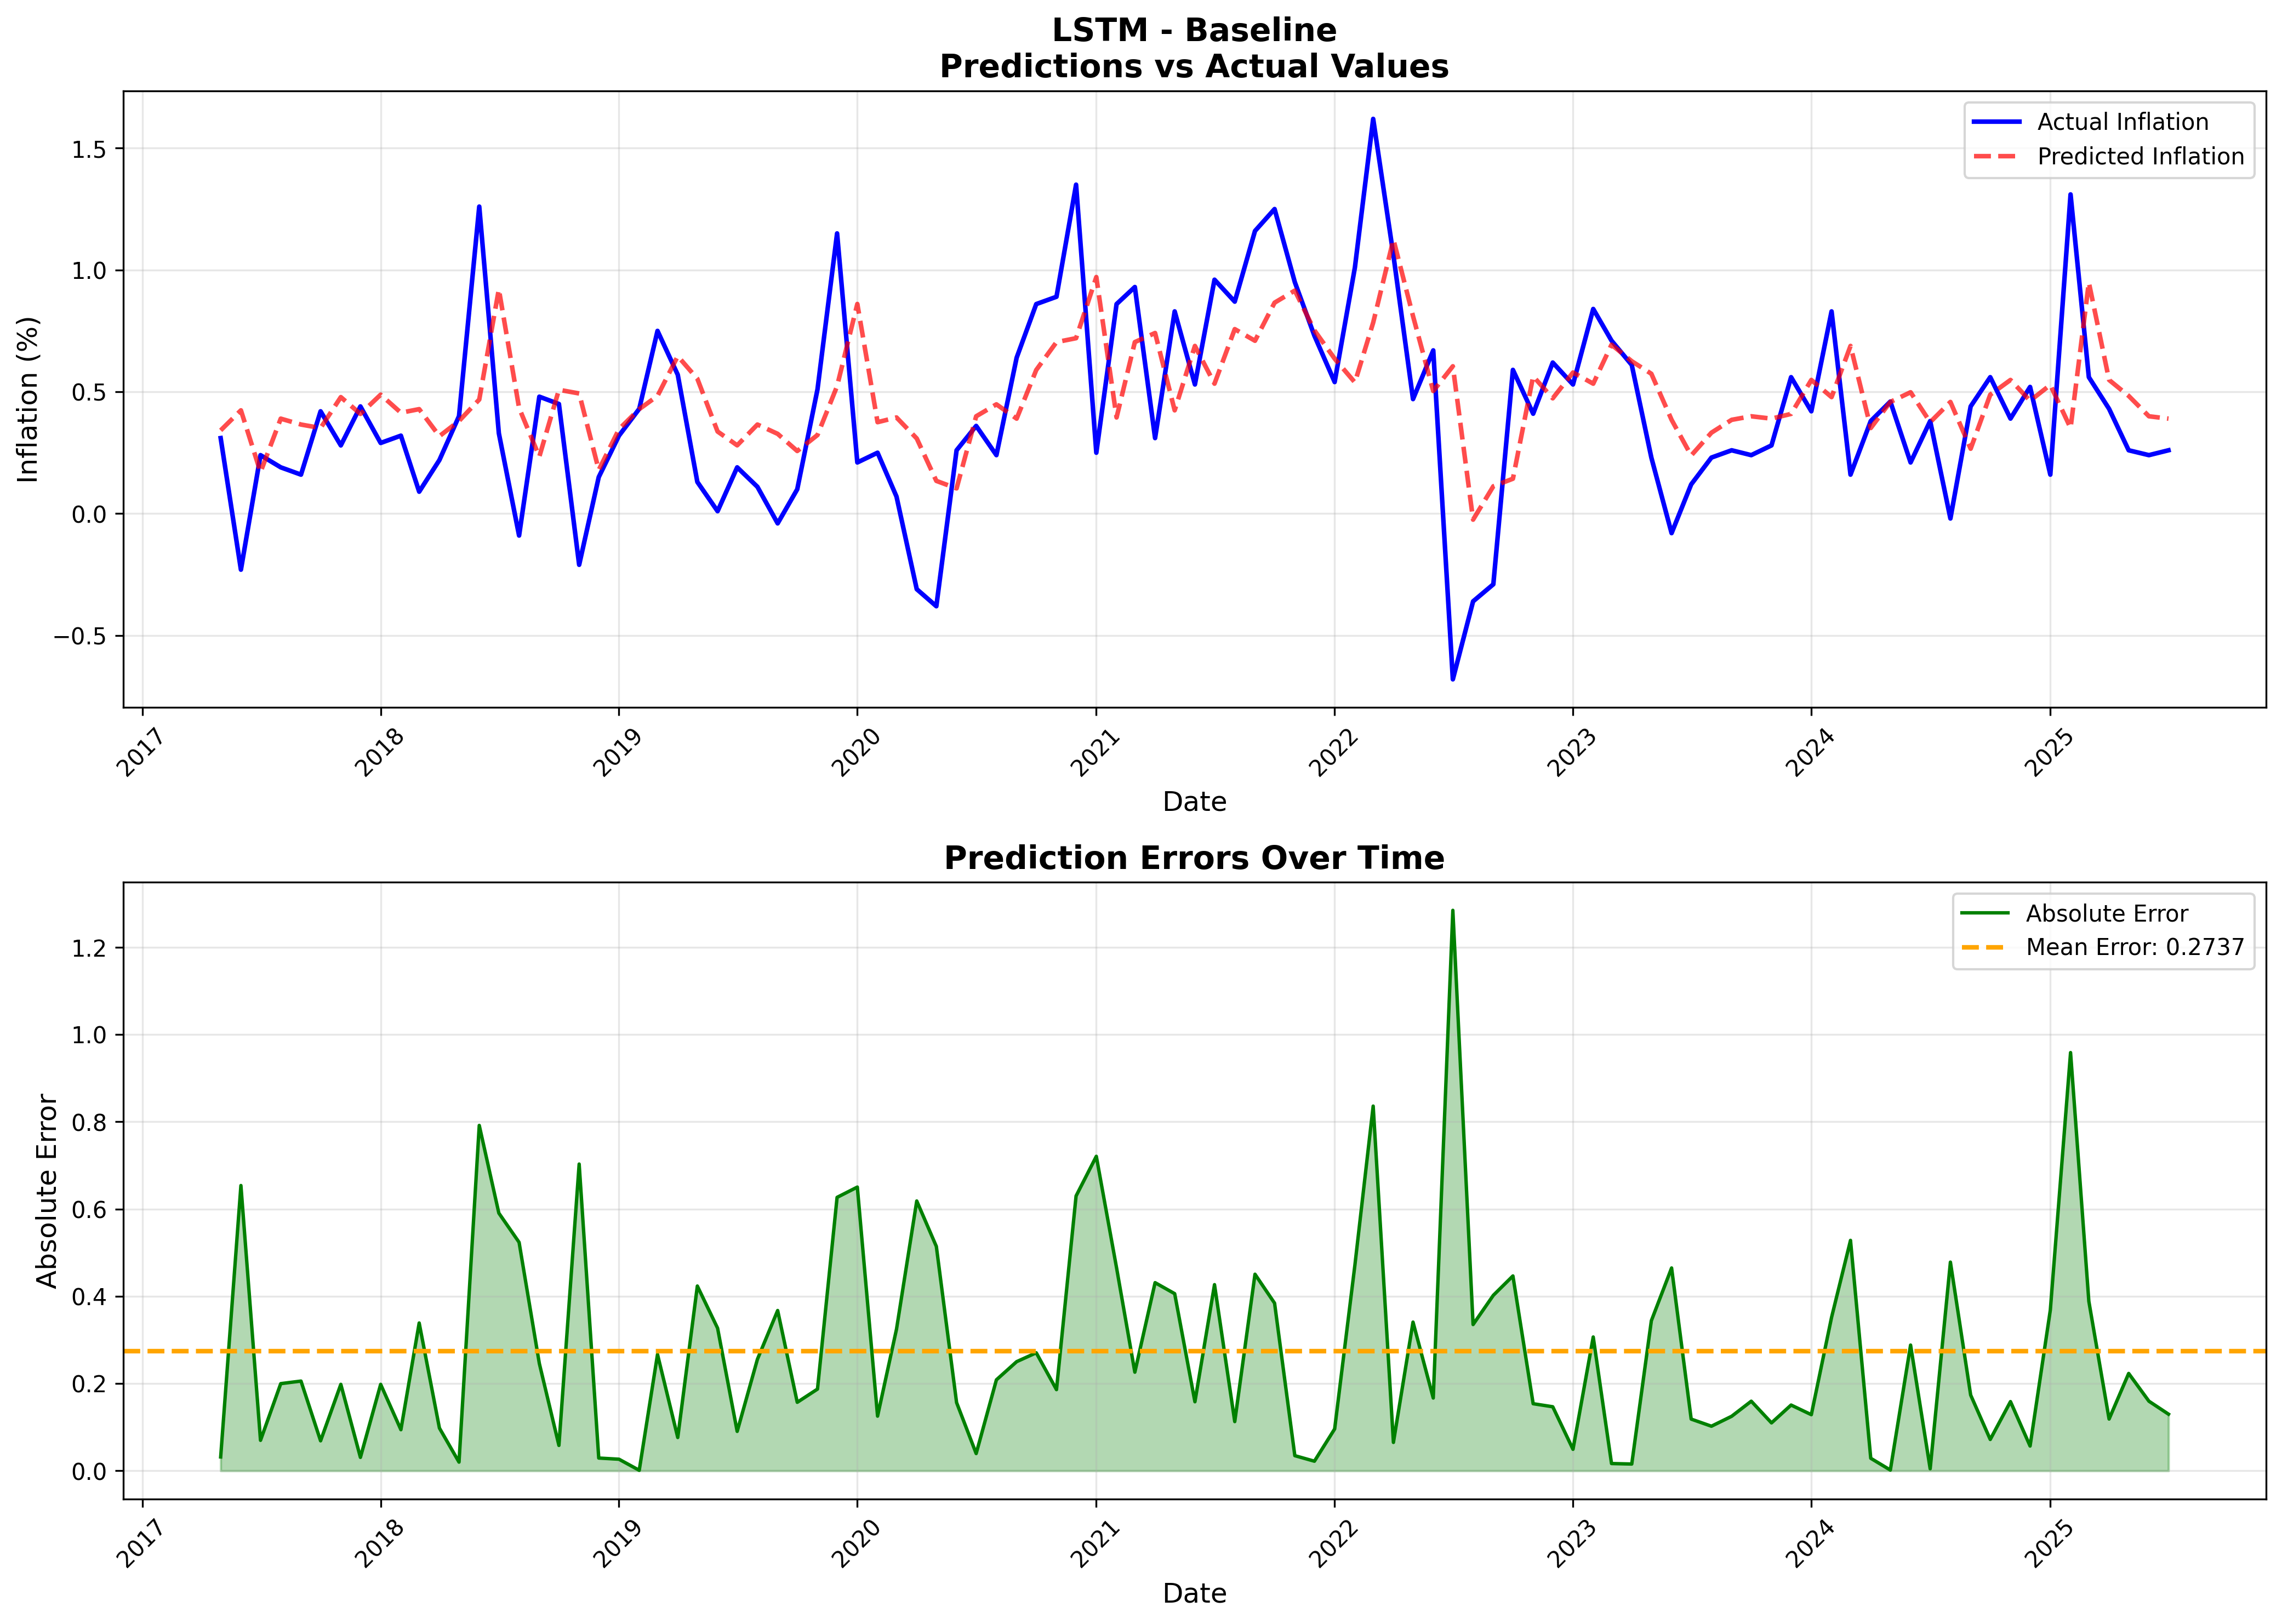 LSTM - Baseline
Predictions vs Actual Values
Inflation (%)
1.5
1.0
0.5
0.0
−0.5
Actual Inflation
Predicted Inflation
2017
2018
2019
2020
2021
2022
2023
2024
2025
Date
Prediction Errors Over Time
Absolute Error
1.2
1.0
0.8
0.6
0.4
0.2
0.0
Absolute Error
Mean Error: 0.2737
2017
2018
2019
2020
2021
2022
2023
2024
2025
Date